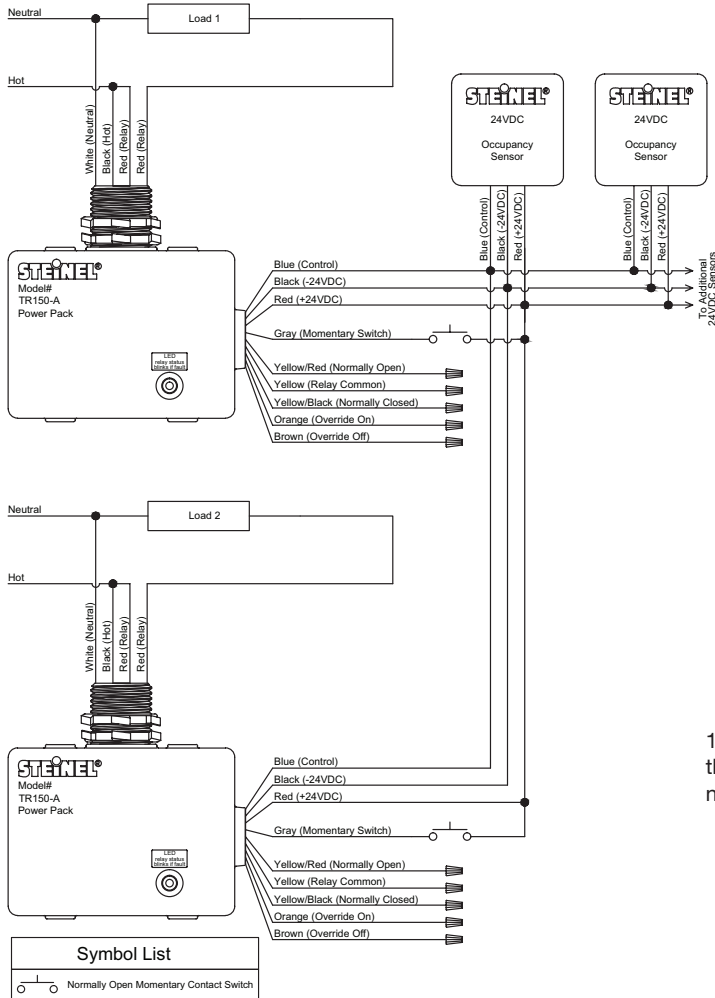 Neutral
Load 1
Hot
White (Neutral)
Black (Hot)
Red (Relay)
Red (Relay)
STEINEL®
Model#
TR150-A
Power Pack
LED
relay status
blinks if fault
Blue (Control)
Black (-24VDC)
Red (+24VDC)
Gray (Momentary Switch)
Yellow/Red (Normally Open)
Yellow (Relay Common)
Yellow/Black (Normally Closed)
Orange (Override On)
Brown (Override Off)
STEINEL®
24VDC
Occupancy
Sensor
Blue (Control)
Black (-24VDC)
Red (+24VDC)
STEINEL®
24VDC
Occupancy
Sensor
Blue (Control)
Black (-24VDC)
Red (+24VDC)
To Additional
24VDC Sensors
Neutral
Load 2
Hot
White (Neutral)
Black (Hot)
Red (Relay)
Red (Relay)
STEINEL®
Model#
TR150-A
Power Pack
LED
relay status
blinks if fault
Blue (Control)
Black (-24VDC)
Red (+24VDC)
Gray (Momentary Switch)
Yellow/Red (Normally Open)
Yellow (Relay Common)
Yellow/Black (Normally Closed)
Orange (Override On)
Brown (Override Off)
Symbol List
Normally Open Momentary Contact Switch
1